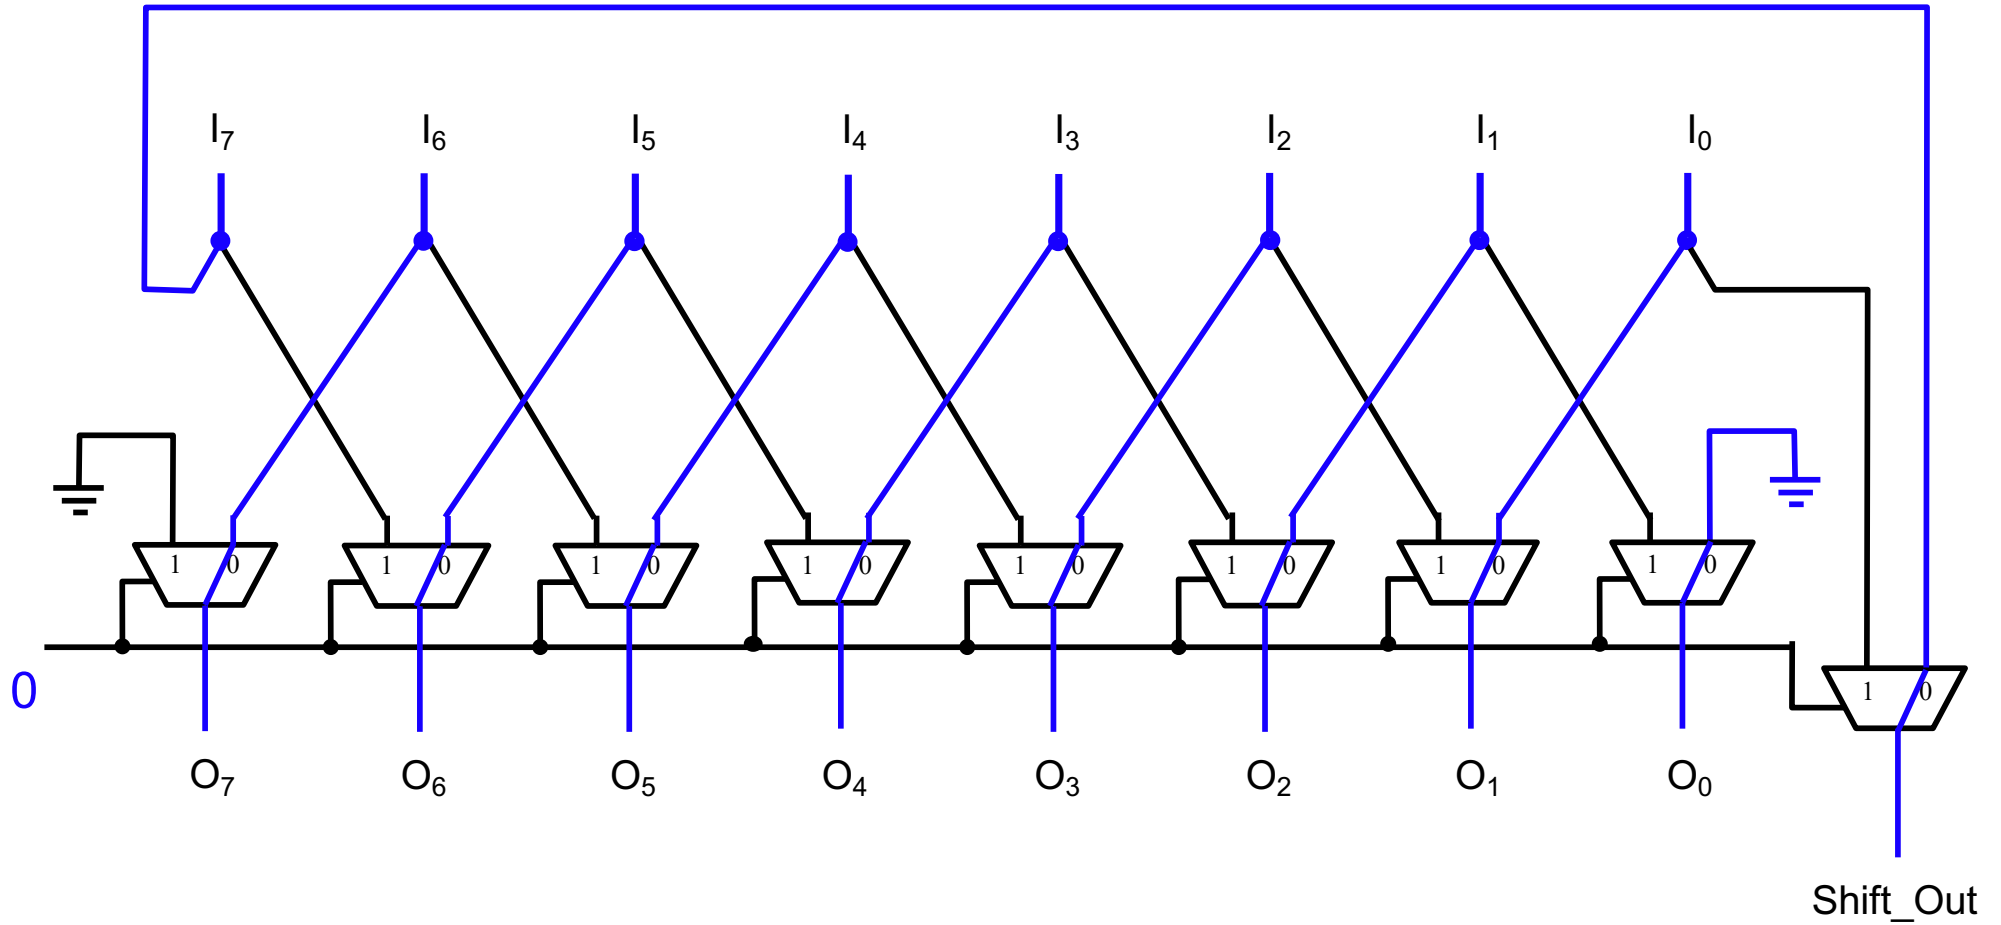 I7 I6 I5 I4 I3 I2 I1 I0
1 0 1 0 1 0 1 0 1 0 1 0 1 0 1 0
0
1 0
O7 O6 O5 O4 O3 O2 O1 O0
Shift_Out